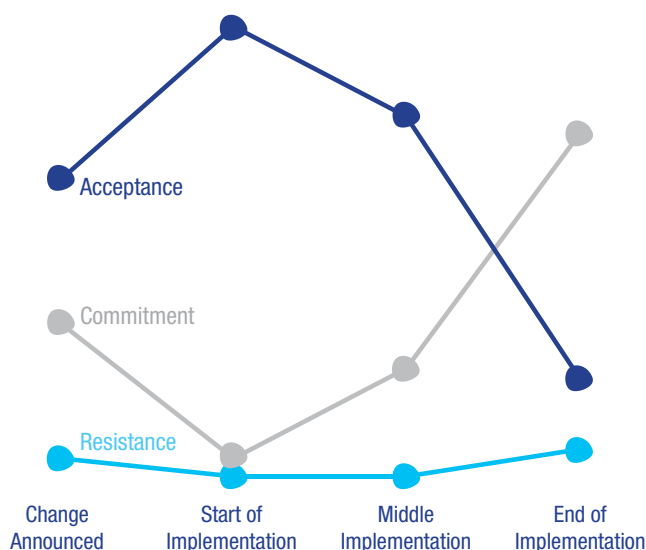 Acceptance
Commitment
Resistance
Change
Announced
Start of
Implementation
Middle
Implementation
End of
Implementation